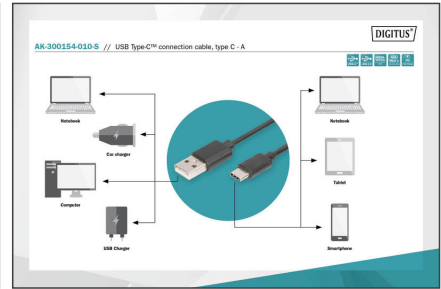 DIGITUS®
AK-300154-010-S // USB Type-C™ connection cable, type C - A
Notebook
Notebook
Car charger
Computer
Tablet
USB Charger
Smartphone